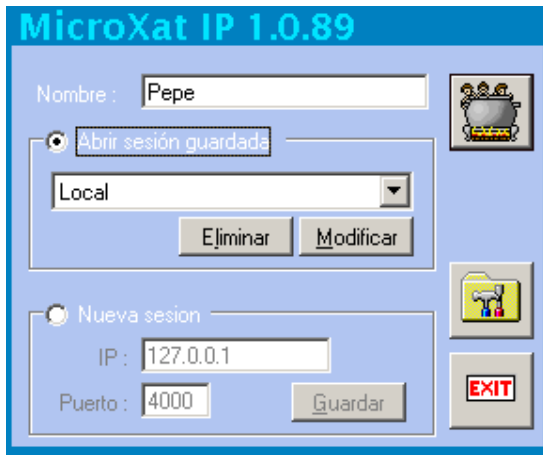 MicroXat IP 1.0.89
Nombre : Pepe
Abrir sesión guardada
Local
Eliminar Modificar
Nueva sesion
IP : 127.0.0.1
EXIT
Puerto : 4000 Guardar